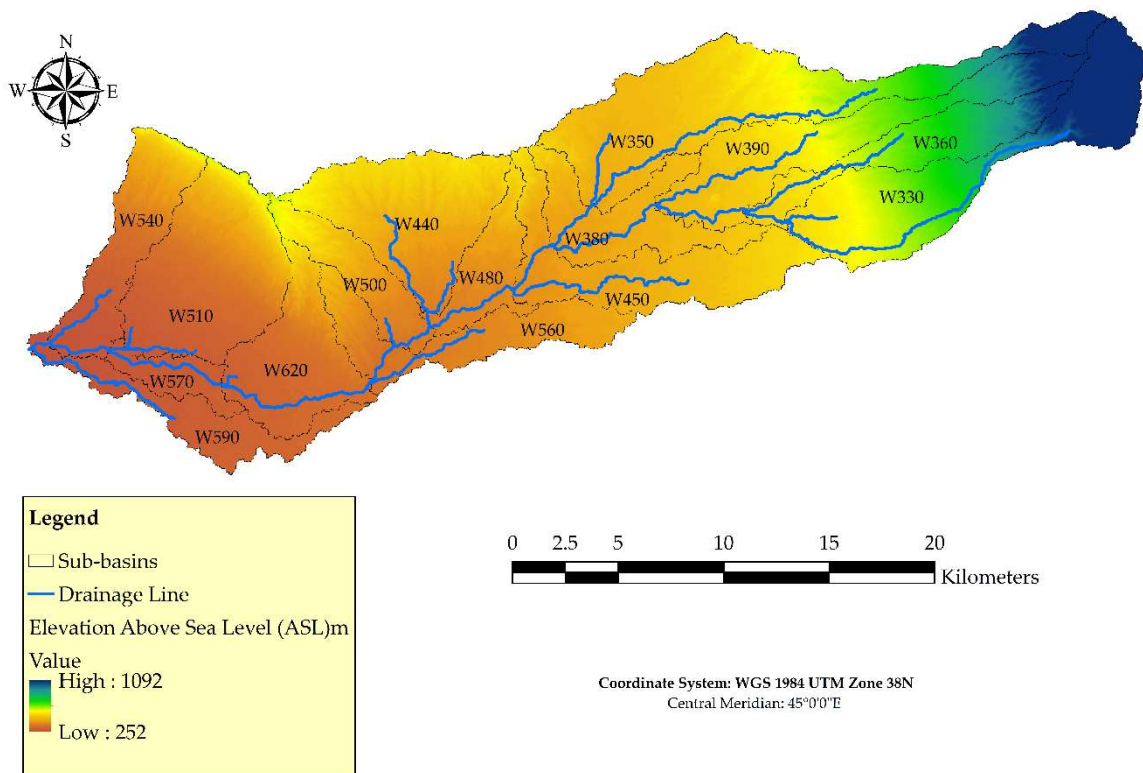 N
W E
S
W350
W390
W360
W330
W540
W440
W380
W480
W500
W450
W510
W560
W620
W570
W590
Legend
Sub-basins
Drainage Line
Elevation Above Sea Level (ASL)m
Value
High : 1092
Low : 252
0 2.5 5 10 15 20
Kilometers
Coordinate System: WGS 1984 UTM Zone 38N
Central Meridian: 45°0'0"E